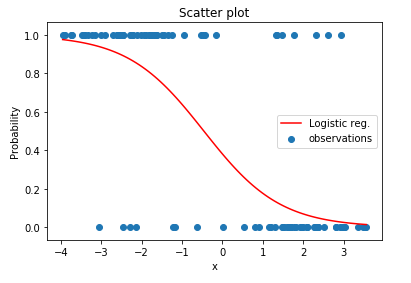 Scatter plot
1.0
0.8
0.6
0.4
0.2
0.0
Probability
Logistic reg.
observations
−4 −3 −2 −1 0 1 2 3
x